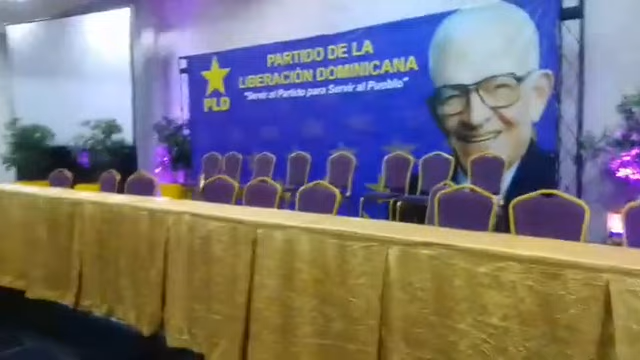 PARTIDO DE LA
LIBERACIÓN DOMINICANA
"Servir al Partido para Servir al Pueblo"
PLD